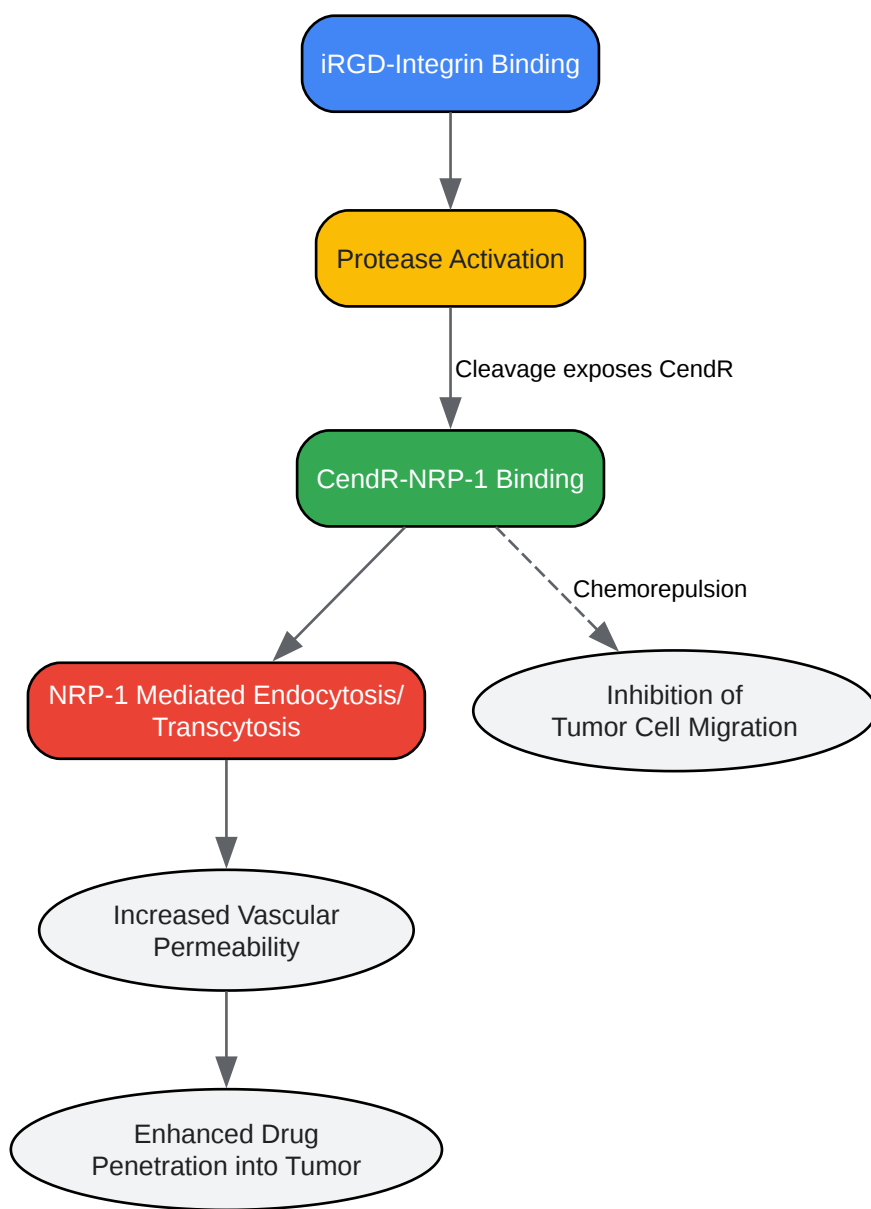 iRGD-Integrin Binding
Protease Activation
Cleavage exposes CendR
CendR-NRP-1 Binding
Chemorepulsion
NRP-1 Mediated Endocytosis/
Transcytosis
Inhibition of
Tumor Cell Migration
Increased Vascular
Permeability
Enhanced Drug
Penetration into Tumor